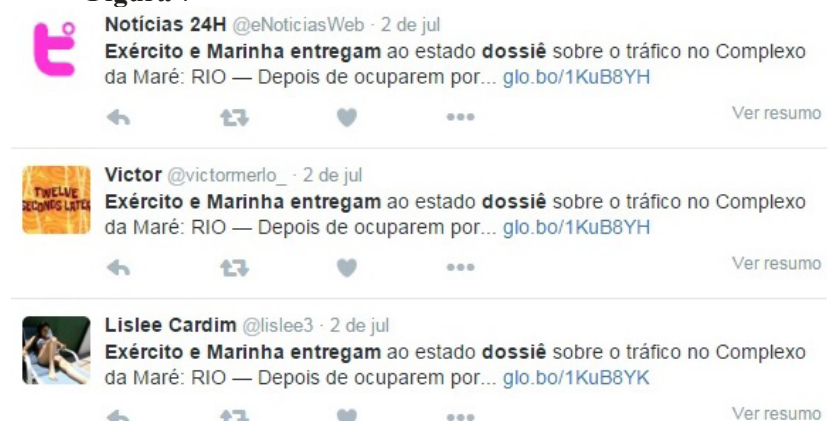 Notícias 24H @eNoticiasWeb · 2 de jul
Exército e Marinha entregam ao estado dossiê sobre o tráfico no Complexo
da Maré: RIO — Depois de ocuparem por... glo.bo/1KuB8YH
Ver resumo
TWELVE
SECONDS LATER
Victor @victormerlo_ · 2 de jul
Exército e Marinha entregam ao estado dossiê sobre o tráfico no Complexo
da Maré: RIO — Depois de ocuparem por... glo.bo/1KuB8YH
Ver resumo
Lislee Cardim @lislee3 · 2 de jul
Exército e Marinha entregam ao estado dossiê sobre o tráfico no Complexo
da Maré: RIO — Depois de ocuparem por... glo.bo/1KuB8YK
Ver resumo